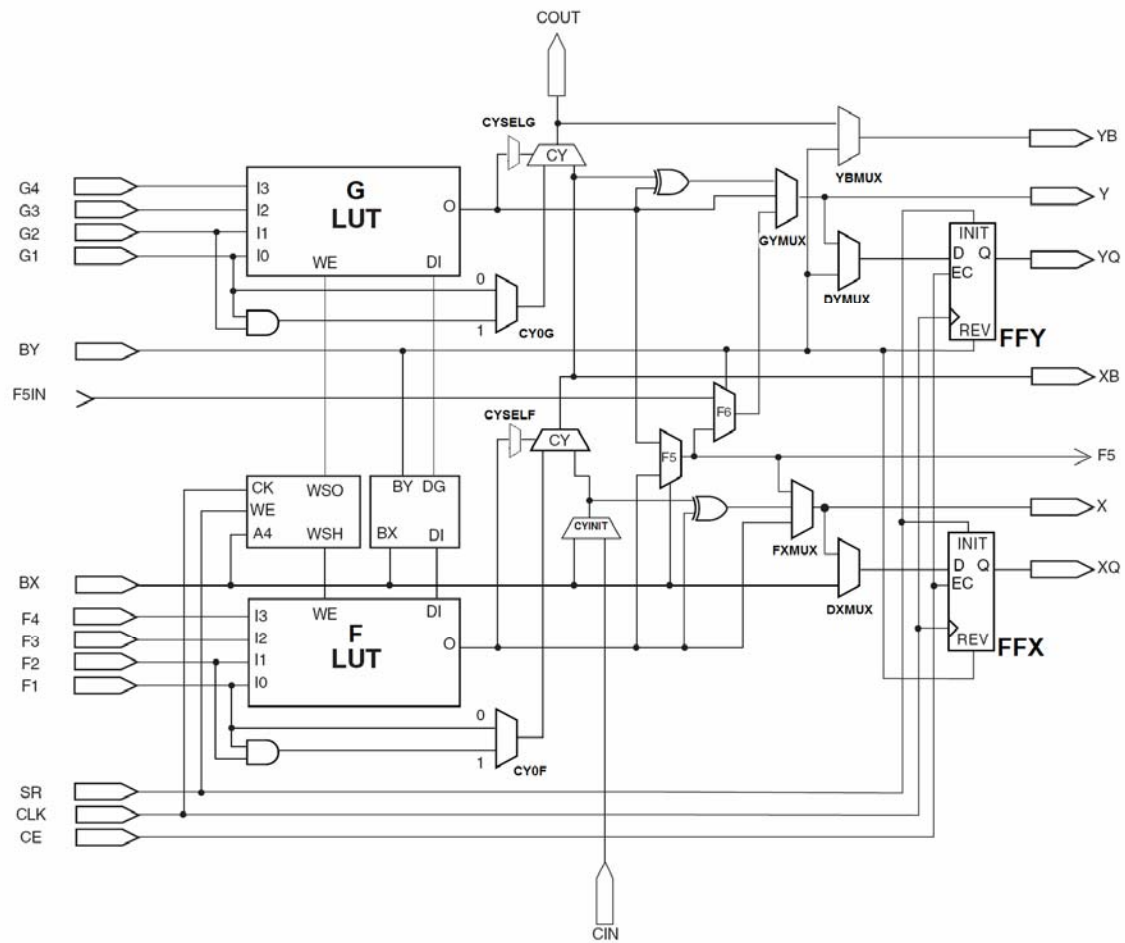 COUT
CYSELG
CY
YB
YBMUX
G4
G3
G2
G1
I3
I2
I1
I0
G
LUT
O
WE
DI
GYMUX
Y
INIT
D Q
EC
REV
FFY
YQ
DYMUX
0
1
CY0G
BY
F5IN
XB
CYSELF
CY
F6
F5
F5
CK
WE
A4
WSO
WSH
BY DG
BX
DI
CYINIT
FXMUX
X
INIT
D Q
EC
REV
FFX
XQ
DXMUX
BX
F4
F3
F2
F1
I3
I2
I1
I0
WE
DI
F
LUT
O
0
1
CY0F
SR
CLK
CE
CIN